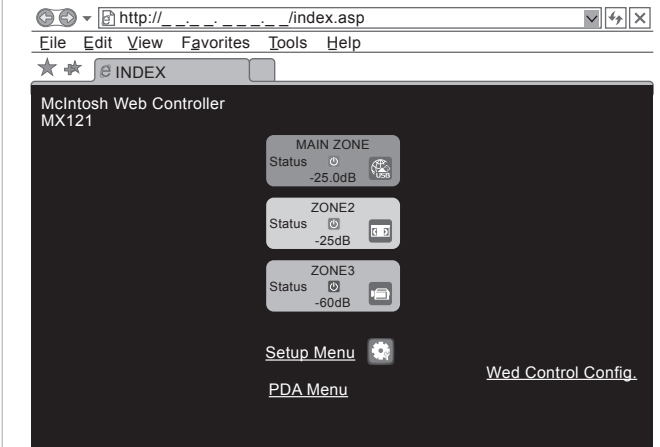 http://_ _._ _. _ _ _._ _/index.asp
File Edit View Favorites Tools Help
INDEX
McIntosh Web Controller
MX121
MAIN ZONE
Status
-25.0dB
USB
ZONE2
Status
-25dB
ZONE3
Status
-60dB
Setup Menu
Wed Control Config.
PDA Menu